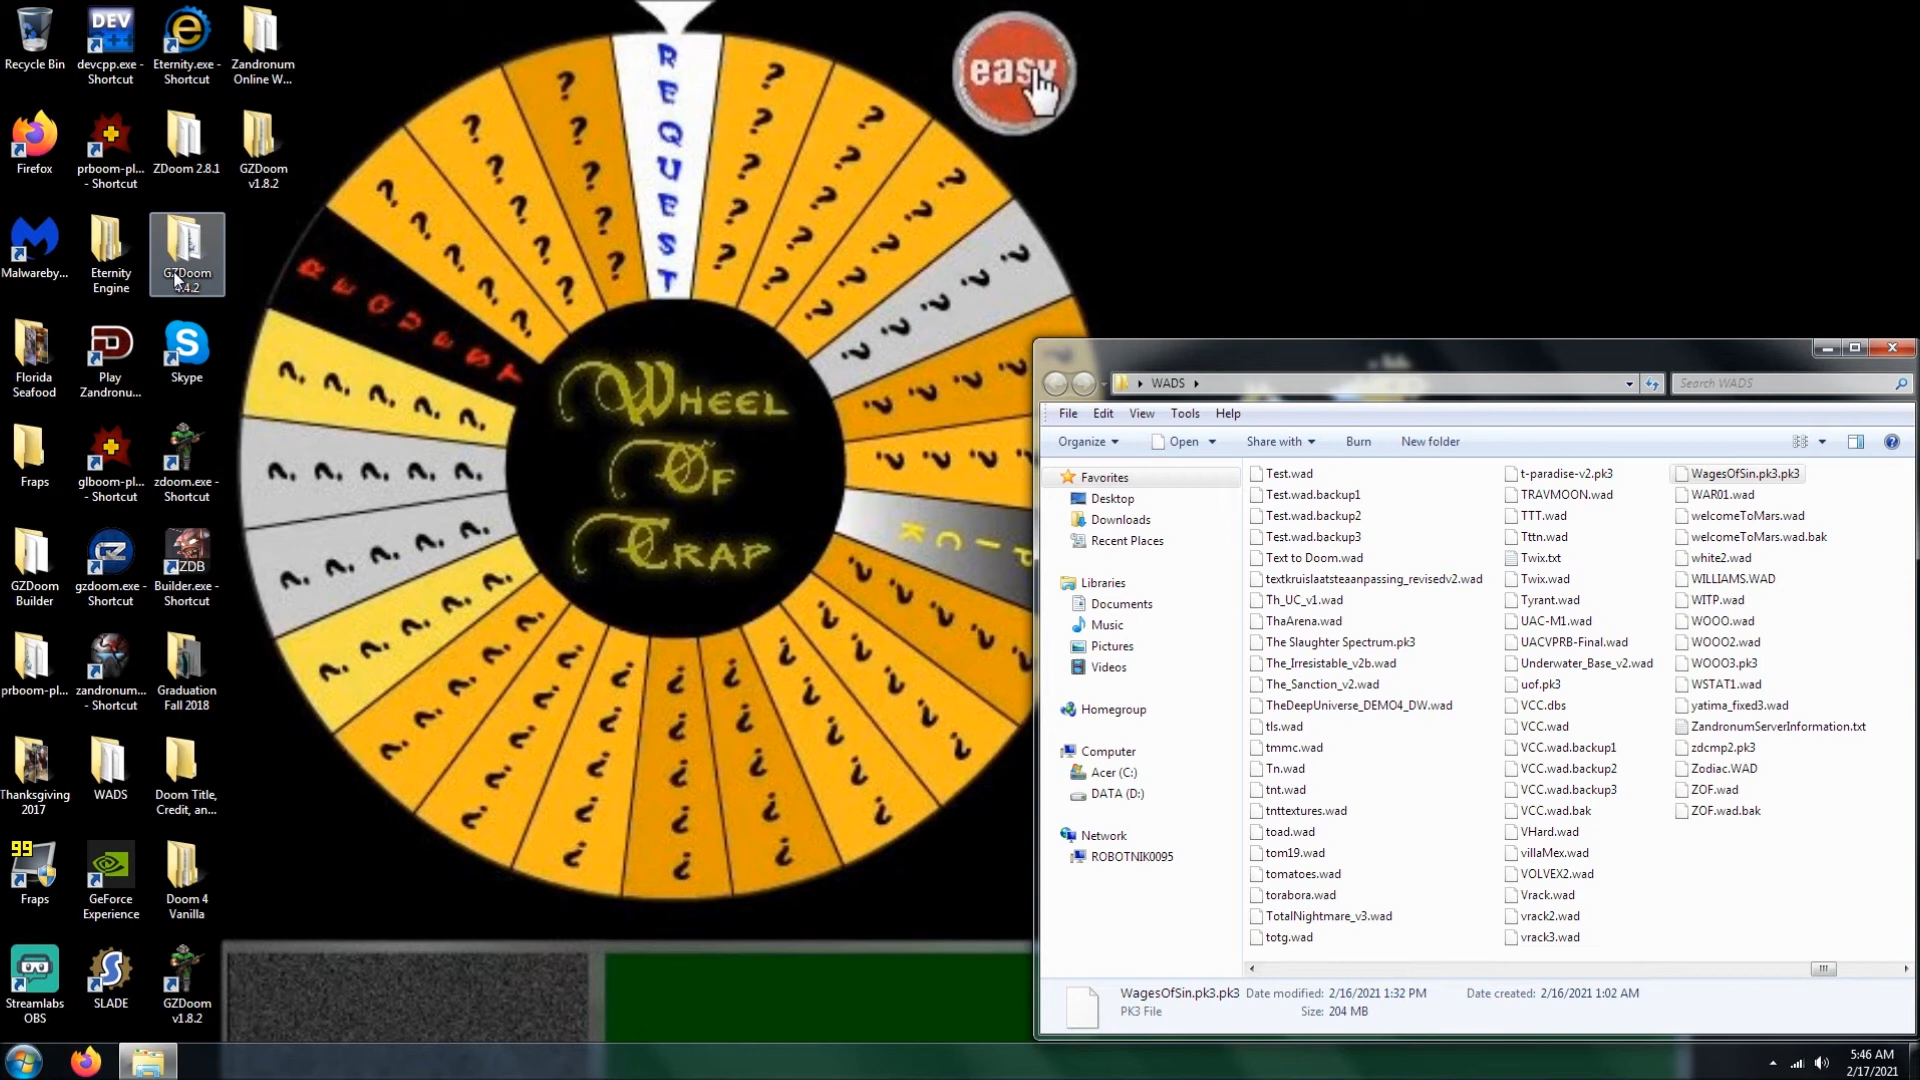 Recycle Bin
devcpp.exe - Shortcut
Eternity.exe - Shortcut
Zandronum Online W...
Firefox
prboom-pl... - Shortcut
ZDoom 2.8.1
GZDoom v1.8.2
Malwareby...
Eternity Engine
GZDoom 4.4.2
Florida Seafood
Play Zandronu...
Skype
Fraps
glboom-pl... - Shortcut
zdoom.exe - Shortcut
GZDoom Builder
gzdoom.exe - Shortcut
ZDB
Builder.exe - Shortcut
prboom-pl...
zandronum... - Shortcut
Graduation Fall 2018
Thanksgiving 2017
WADS
Doom Title, Credit, an...
99
Fraps
GeForce Experience
Doom 4 Vanilla
Streamlabs OBS
SLADE
GZDoom v1.8.2
DEV
REQUEST
easy
REQUEST
PICK
WHEEL
OF
CRAP
WADS
Search WADS
File Edit View Tools Help
Organize Open Share with Burn New folder
Favorites
Desktop
Downloads
Recent Places
Libraries
Documents
Music
Pictures
Videos
Homegroup
Computer
Acer (C:)
DATA (D:)
Network
ROBOTNIK0095
Test.wad
Test.wad.backup1
Test.wad.backup2
Test.wad.backup3
Text to Doom.wad
textkruislaatsteaanpassing_revisedv2.wad
Th_UC_v1.wad
ThaArena.wad
The Slaughter Spectrum.pk3
The_Irresistable_v2b.wad
The_Sanction_v2.wad
TheDeepUniverse_DEMO4_DW.wad
tls.wad
tmmc.wad
Tn.wad
tnt.wad
tnttextures.wad
toad.wad
tom19.wad
tomatoes.wad
torabora.wad
TotalNightmare_v3.wad
totg.wad
t-paradise-v2.pk3
TRAVMOON.wad
TTT.wad
Tttn.wad
Twix.txt
Twix.wad
Tyrant.wad
UAC-M1.wad
UACVPRB-Final.wad
Underwater_Base_v2.wad
uof.pk3
VCC.dbs
VCC.wad
VCC.wad.backup1
VCC.wad.backup2
VCC.wad.backup3
VCC.wad.bak
VHard.wad
villaMex.wad
VOLVEX2.wad
Vrack.wad
vrack2.wad
vrack3.wad
WagesOfSin.pk3.pk3
WAR01.wad
welcomeToMars.wad
welcomeToMars.wad.bak
white2.wad
WILLIAMS.WAD
WITP.wad
WOOO.wad
WOOO2.wad
WOOO3.pk3
WSTAT1.wad
yatima_fixed3.wad
ZandronumServerInformation.txt
zdcmp2.pk3
Zodiac.WAD
ZOF.wad
ZOF.wad.bak
WagesOfSin.pk3.pk3 Date modified: 2/16/2021 1:32 PM Date created: 2/16/2021 1:02 AM
PK3 File Size: 204 MB
5:46 AM
2/17/2021